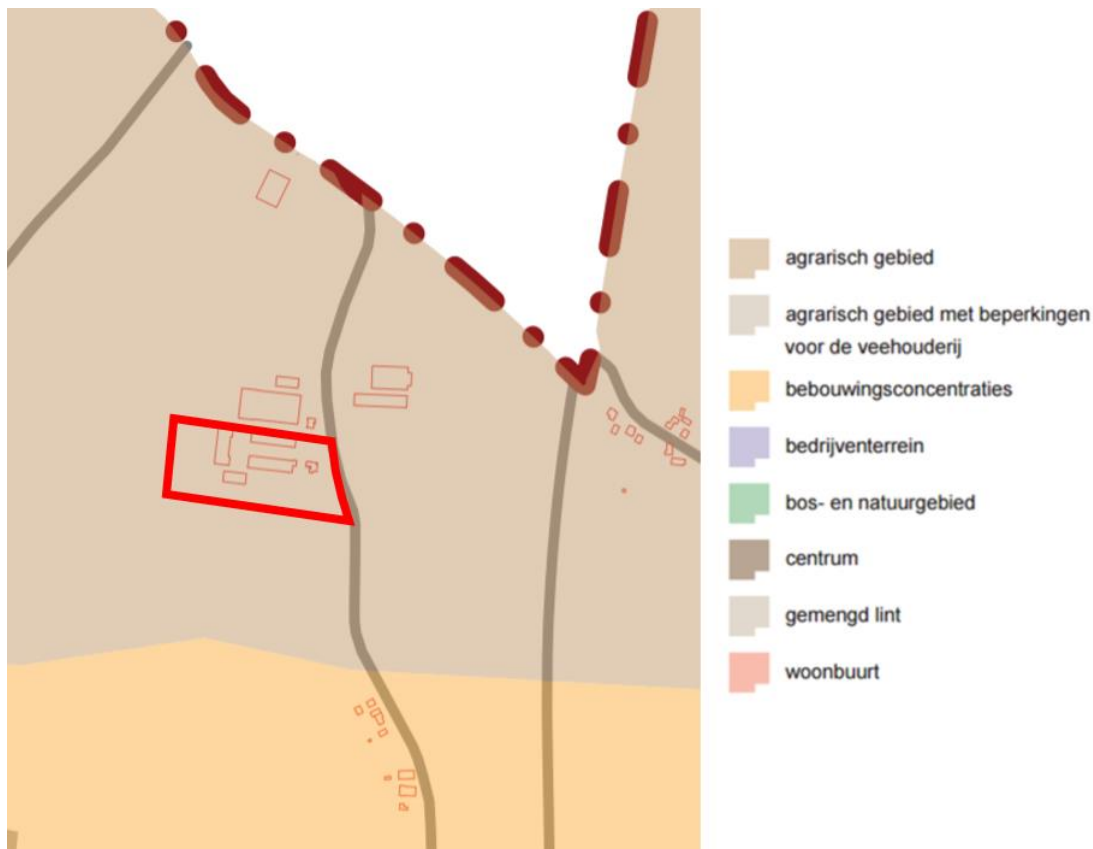 agrarisch gebied
agrarisch gebied met beperkingen
voor de veehouderij
bebouwingsconcentraties
bedrijventerrein
bos- en natuurgebied
centrum
gemengd lint
woonbuurt